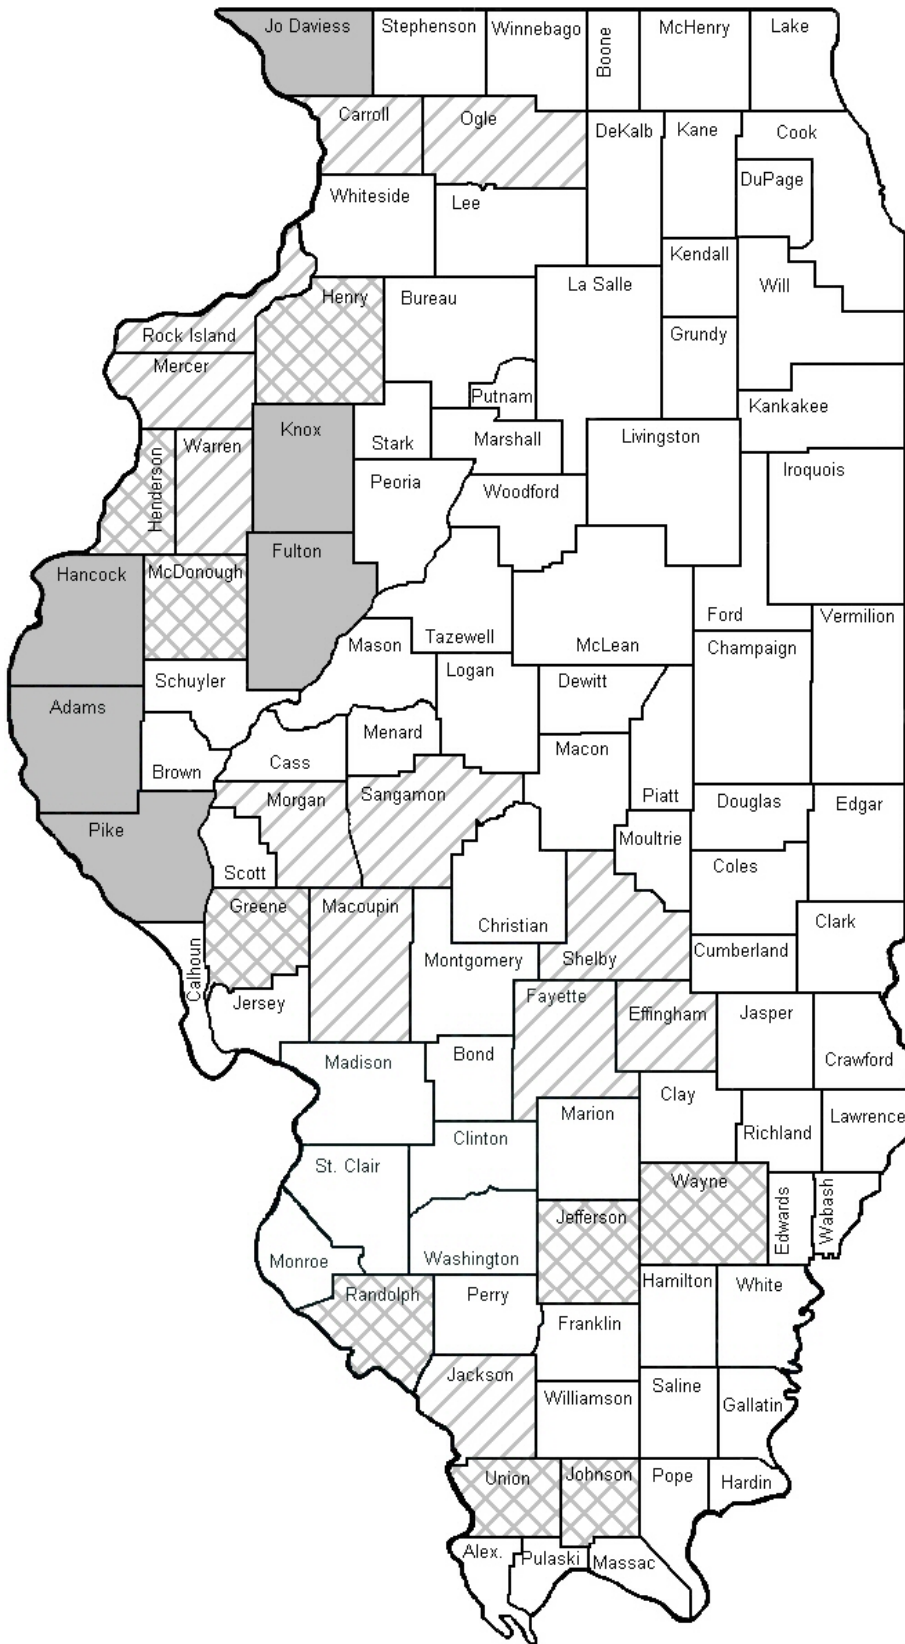 Jo Daviess
Stephenson
Winnebago
Boone
McHenry
Lake
Carroll
Ogle
DeKalb
Kane
Cook
DuPage
Whiteside
Lee
Kendall
La Salle
Will
Henry
Bureau
Rock Island
Grundy
Mercer
Putnam
Kankakee
Knox
Stark
Marshall
Livingston
Warren
Henderson
Peoria
Woodford
Iroquois
Hancock
McDonough
Fulton
Ford
Vermilion
Mason
Tazewell
McLean
Champaign
Schuyler
Logan
Dewitt
Adams
Menard
Macon
Brown
Cass
Morgan
Sangamon
Piatt
Douglas
Edgar
Pike
Moultrie
Scott
Coles
Greene
Macoupin
Christian
Clark
Calhoun
Montgomery
Shelby
Cumberland
Jersey
Fayette
Effingham
Jasper
Madison
Bond
Crawford
Clay
Marion
Lawrence
Clinton
Richland
St. Clair
Wayne
Edwards
Wabash
Jefferson
Monroe
Washington
Randolph
Perry
Hamilton
White
Franklin
Jackson
Williamson
Saline
Gallatin
Union
Johnson
Pope
Hardin
Alex.
Pulaski
Massac